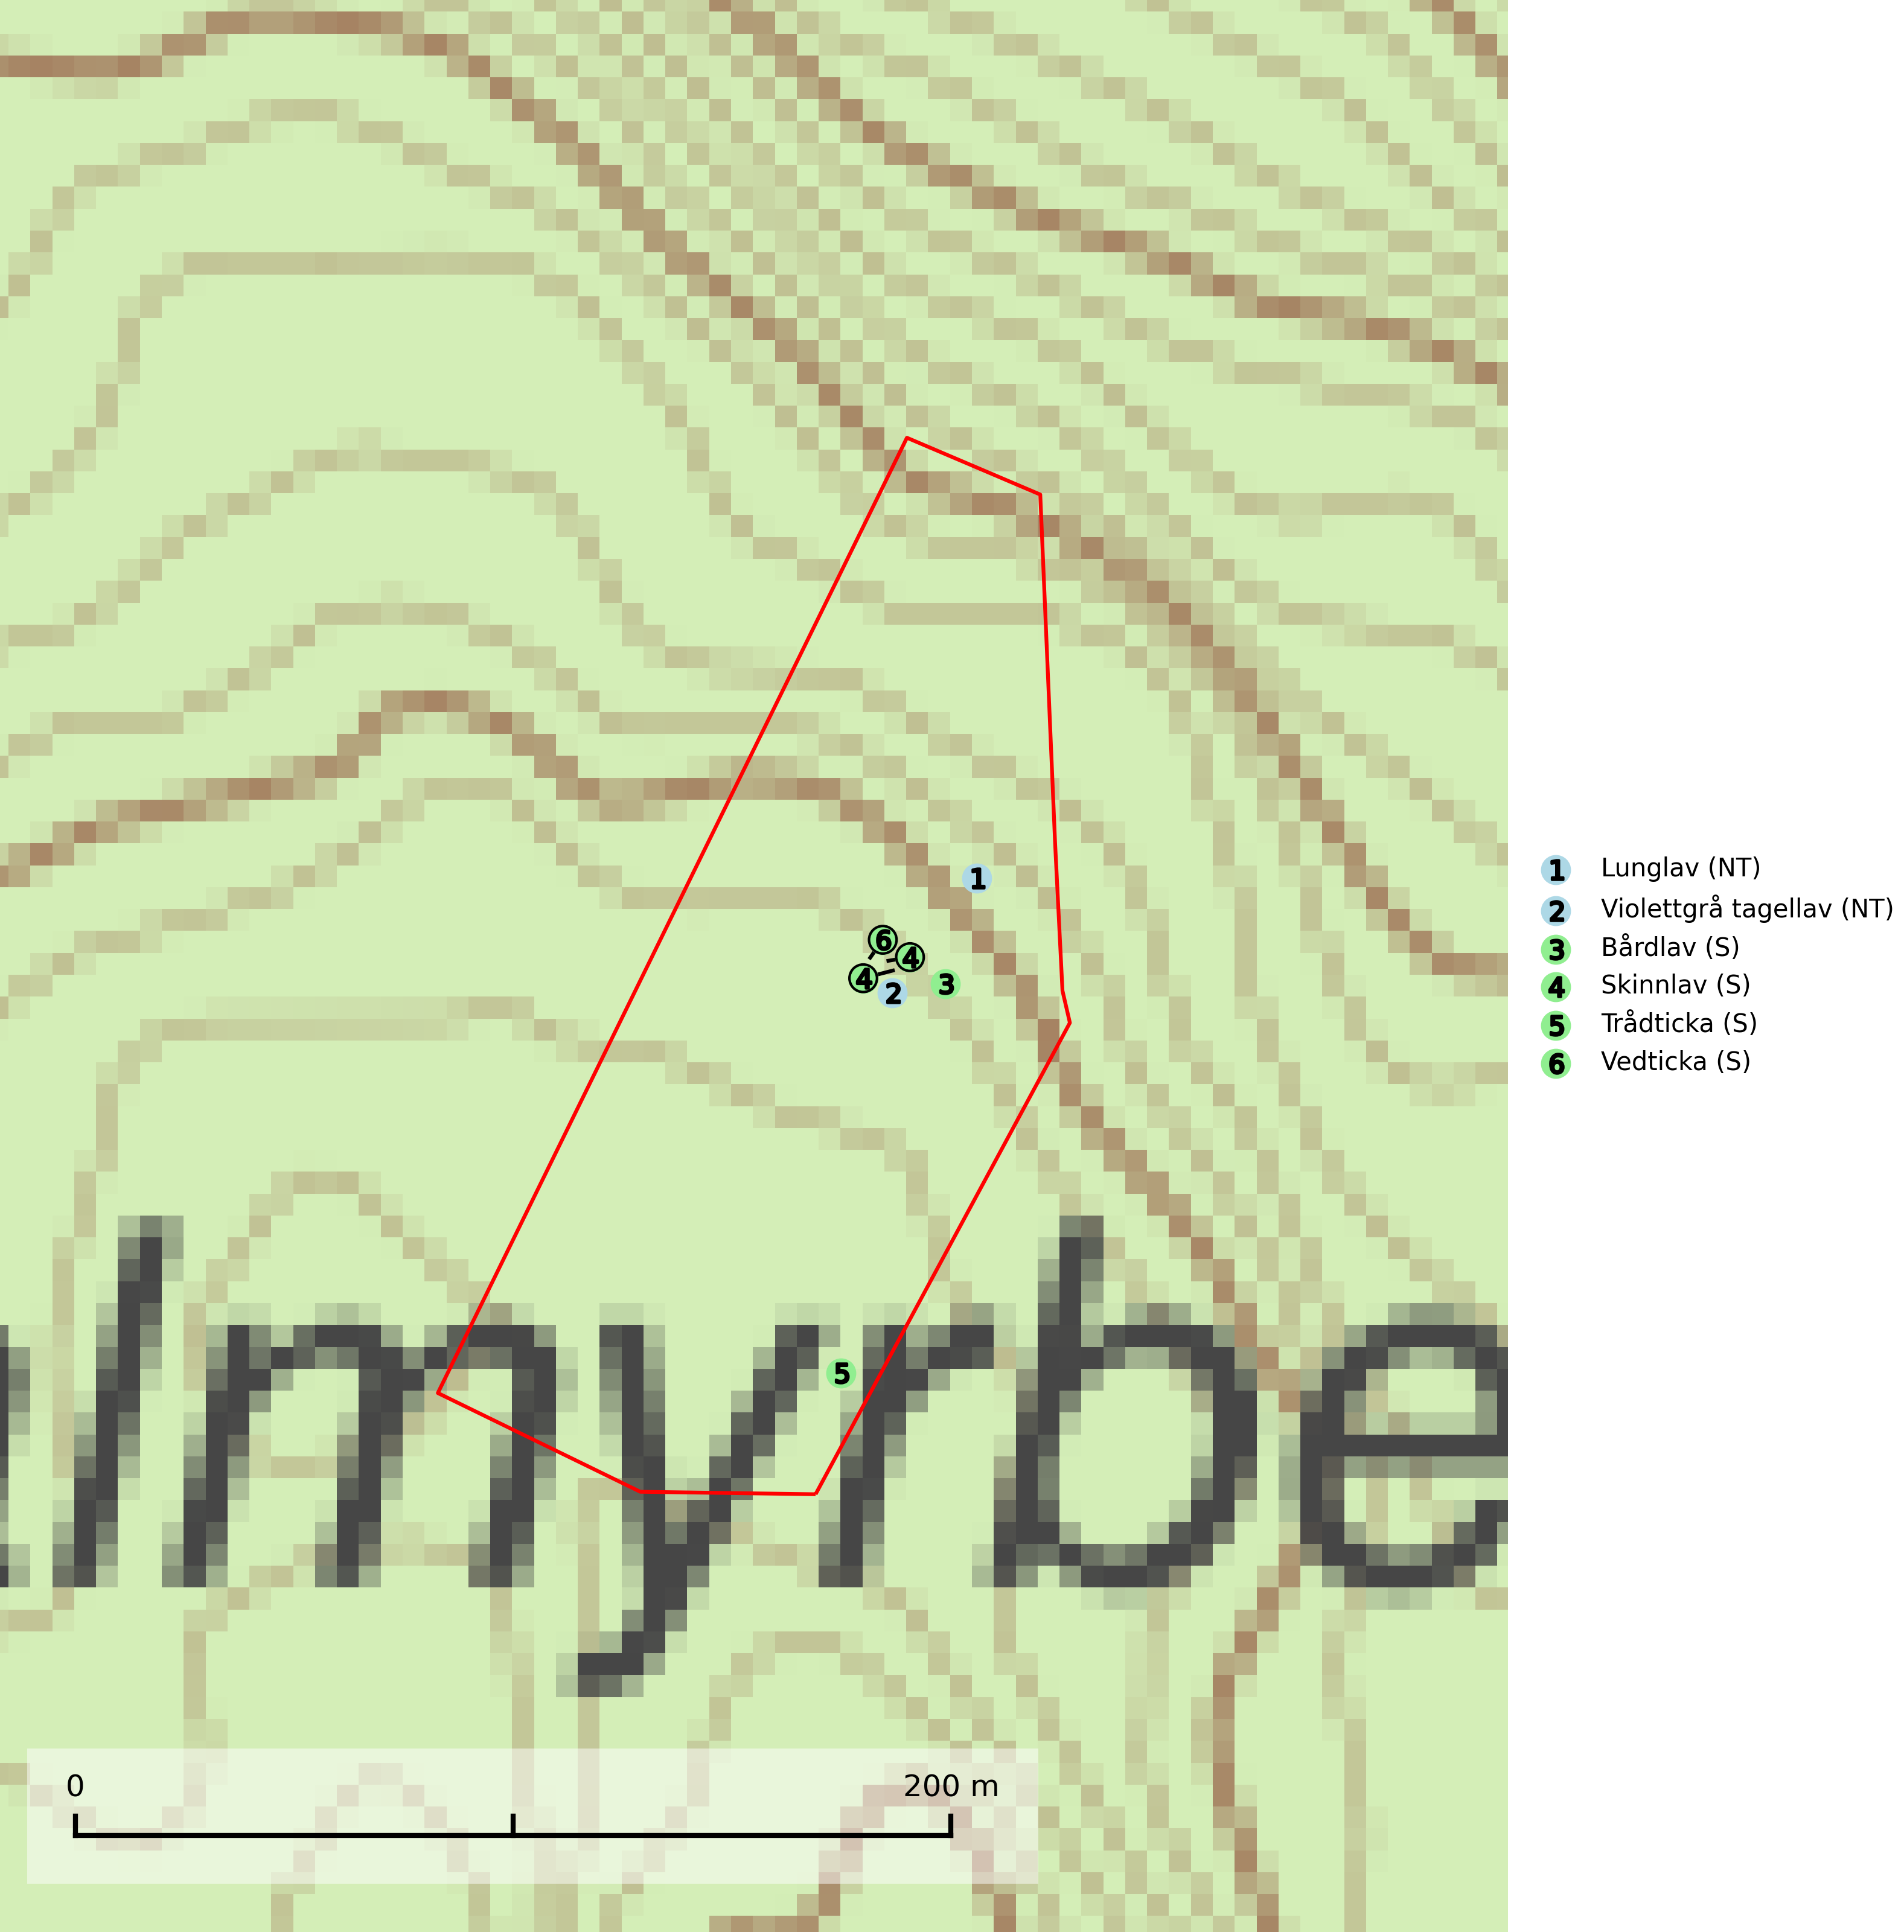 1
6
4
4
3
2
5
myrbe
0 200 m
1 Lunglav (NT)
2 Violettgrå tagellav (NT)
3 Bårdlav (S)
4 Skinnlav (S)
5 Trådticka (S)
6 Vedticka (S)